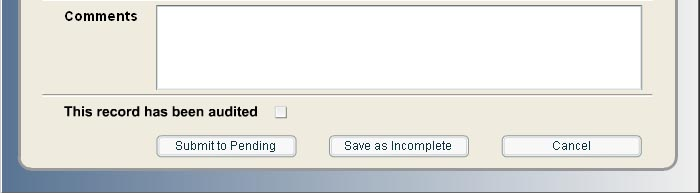 Comments
This record has been audited
Submit to Pending Save as Incomplete Cancel